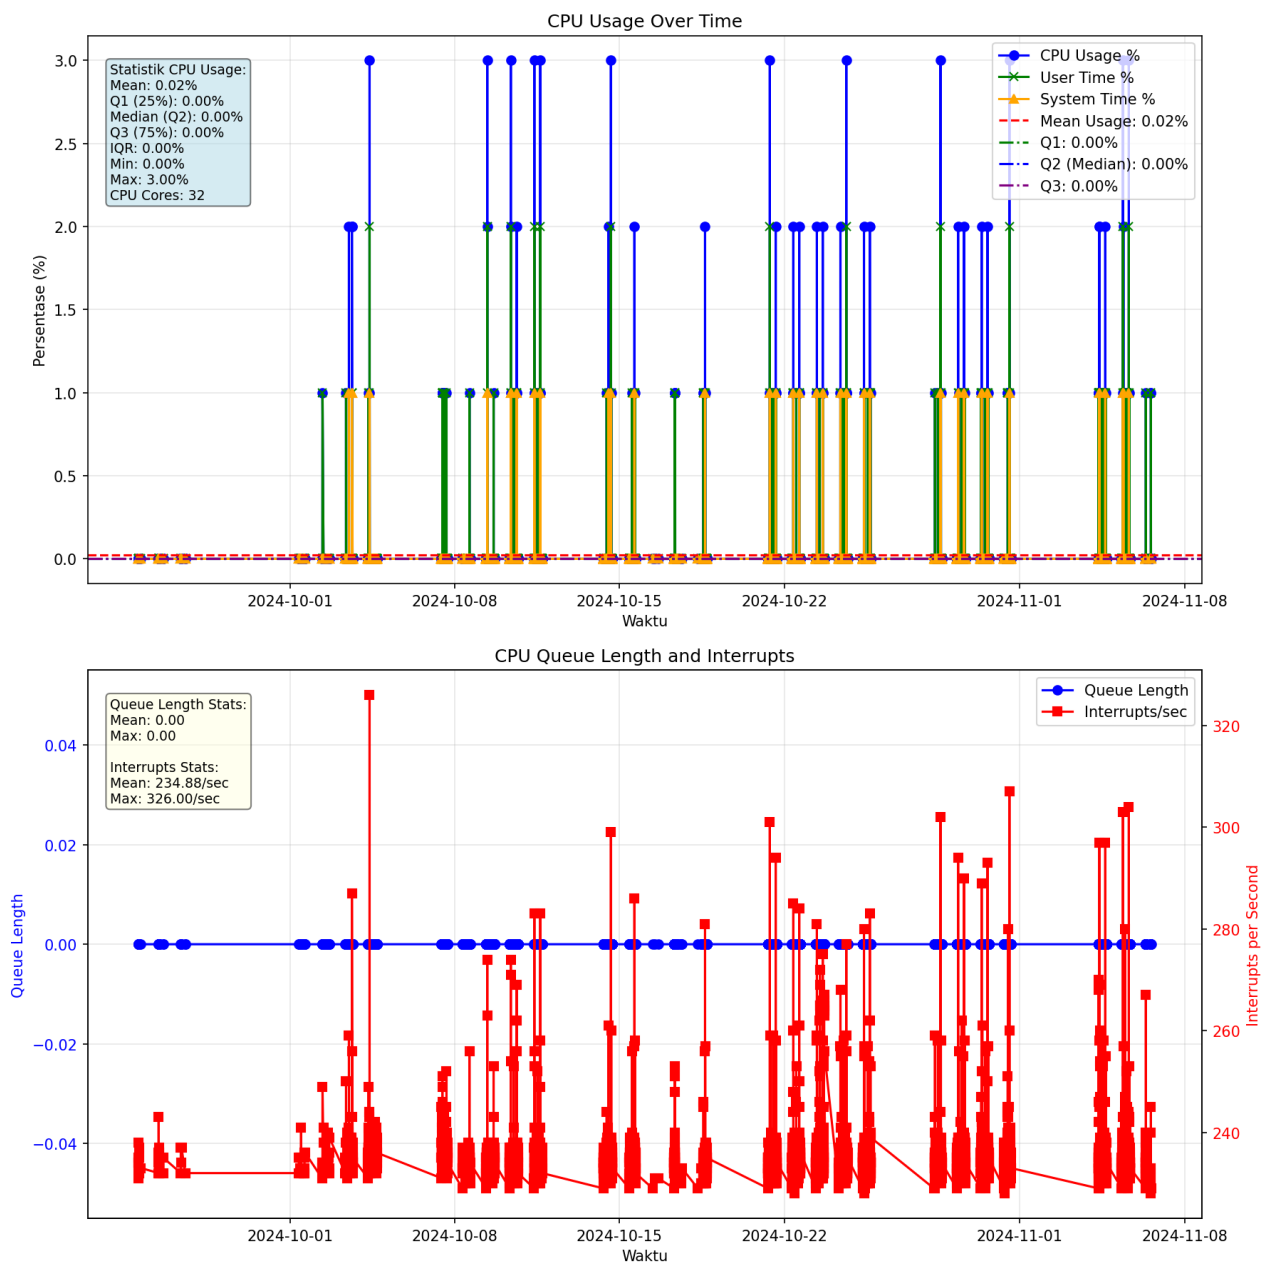 CPU Usage Over Time
3.0
2.5
2.0
1.5
1.0
0.5
0.0
Persentase (%)
Statistik CPU Usage:
Mean: 0.02%
Q1 (25%): 0.00%
Median (Q2): 0.00%
Q3 (75%): 0.00%
IQR: 0.00%
Min: 0.00%
Max: 3.00%
CPU Cores: 32
CPU Usage %
User Time %
System Time %
Mean Usage: 0.02%
Q1: 0.00%
Q2 (Median): 0.00%
Q3: 0.00%
2024-10-01
2024-10-08
2024-10-15
2024-10-22
2024-11-01
2024-11-08
Waktu
CPU Queue Length and Interrupts
0.04
0.02
0.00
−0.02
−0.04
Queue Length
Queue Length Stats:
Mean: 0.00
Max: 0.00
Interrupts Stats:
Mean: 234.88/sec
Max: 326.00/sec
Queue Length
Interrupts/sec
320
300
280
260
240
Interrupts per Second
2024-10-01
2024-10-08
2024-10-15
2024-10-22
2024-11-01
2024-11-08
Waktu